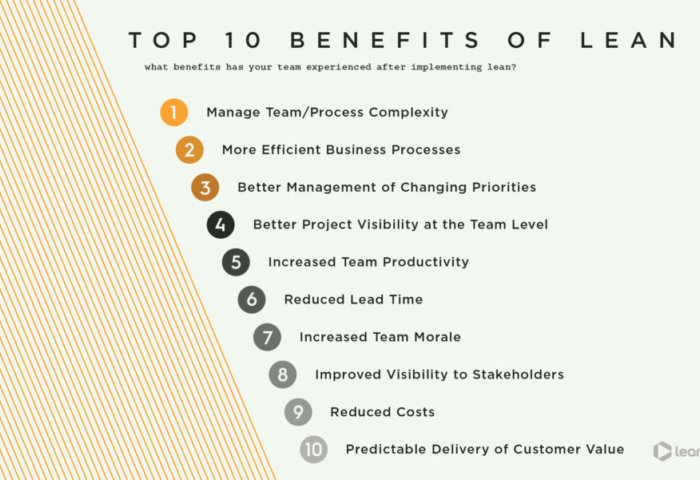 TOP 10 BENEFITS OF LEAN
what benefits has your team experienced after implementing lean?
1 Manage Team/Process Complexity
2 More Efficient Business Processes
3 Better Management of Changing Priorities
4 Better Project Visibility at the Team Level
5 Increased Team Productivity
6 Reduced Lead Time
7 Increased Team Morale
8 Improved Visibility to Stakeholders
9 Reduced Costs
10 Predictable Delivery of Customer Value